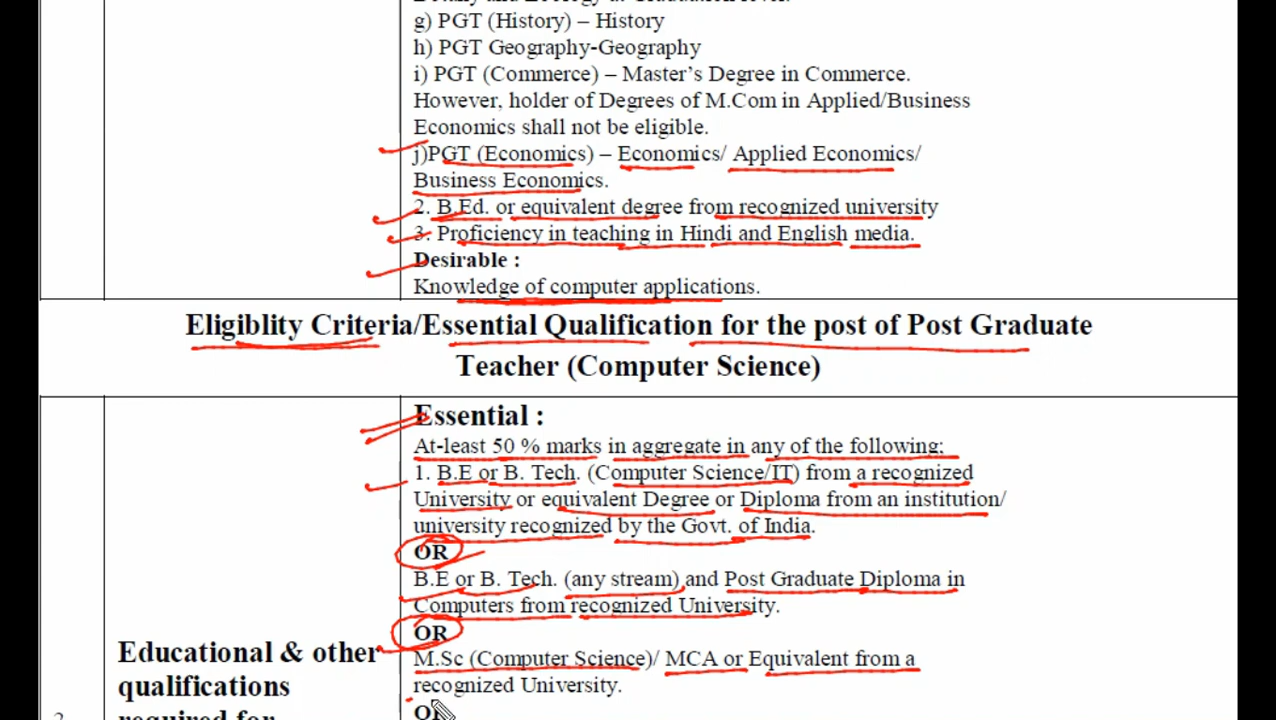 g) PGT (History) – History
h) PGT Geography-Geography
i) PGT (Commerce) – Master’s Degree in Commerce.
However, holder of Degrees of M.Com in Applied/Business
Economics shall not be eligible.
j)PGT (Economics) – Economics/ Applied Economics/
Business Economics.
2. B.Ed. or equivalent degree from recognized university
3. Proficiency in teaching in Hindi and English media.
Desirable :
Knowledge of computer applications.
Eligiblity Criteria/Essential Qualification for the post of Post Graduate
Teacher (Computer Science)
Essential :
At-least 50 % marks in aggregate in any of the following;
1. B.E or B. Tech. (Computer Science/IT) from a recognized
University or equivalent Degree or Diploma from an institution/
university recognized by the Govt. of India.
OR
B.E or B. Tech. (any stream) and Post Graduate Diploma in
Computers from recognized University.
OR
M.Sc (Computer Science)/ MCA or Equivalent from a
recognized University.
OR
Educational & other
qualifications
required for